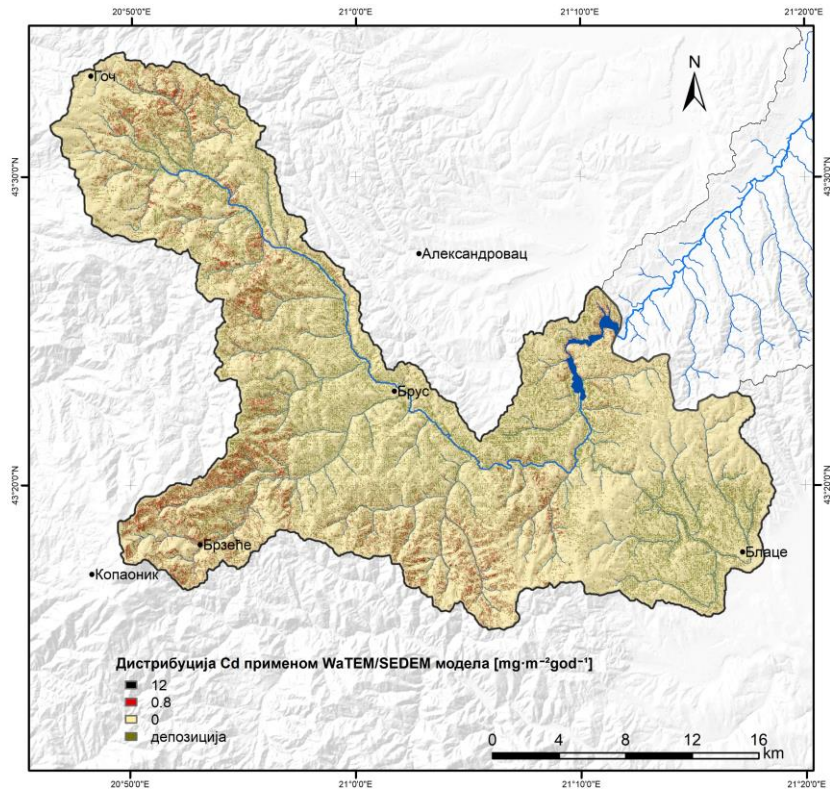 20°50'0"E 21°0'0"E 21°10'0"E 21°20'0"E
N
Гоч
43°30'0"N 43°30'0"N
Александровац
Брус
43°20'0"N 43°20'0"N
Брзеће
Блаце
Копаоник
Дистрибуција Cd применом WaTEM/SEDEM модела [mg·m⁻²god⁻¹]
12
0.8
0
депозиција
0 4 8 12 16
km
20°50'0"E 21°0'0"E 21°10'0"E 21°20'0"E